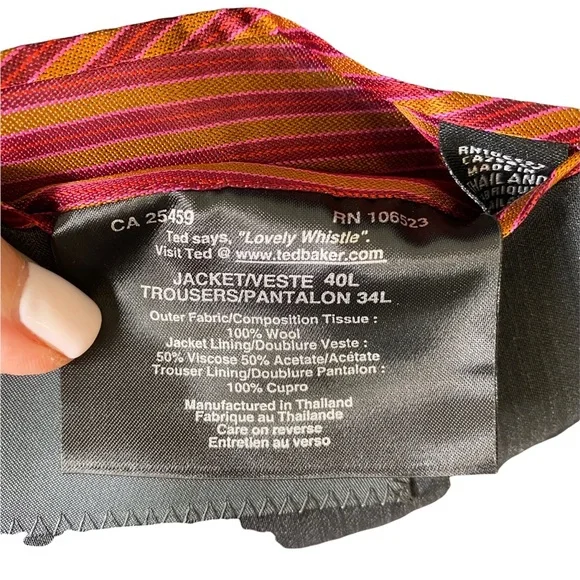 CA 25459 RN 106523
Ted says, "Lovely Whistle".
Visit Ted @ www.tedbaker.com
JACKET/VESTE 40L
TROUSERS/PANTALON 34L
Outer Fabric/Composition Tissue :
100% Wool
Jacket Lining/Doublure Veste :
50% Viscose 50% Acetate/Acétate
Trouser Lining/Doublure Pantalon :
100% Cupro
Manufactured in Thailand
Fabriqué au Thailande
Care on reverse
Entretien au verso
MADE IN